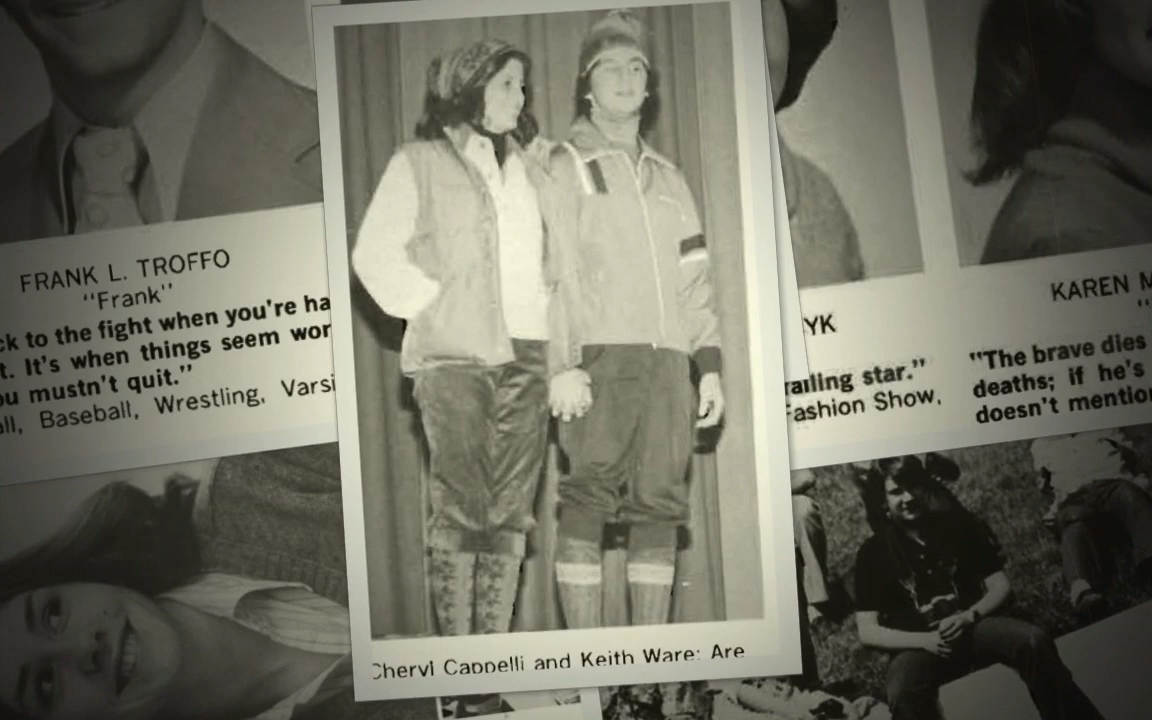 FRANK L. TROFFO
"Frank"
ck to the fight when you're ha
t. It's when things seem wor
ou mustn't quit."
all, Baseball, Wrestling, Varsi
YK
railing star."
Fashion Show,
KAREN M
"The brave dies
deaths; if he's
doesn't mention
Cheryl Cappelli and Keith Ware: Are